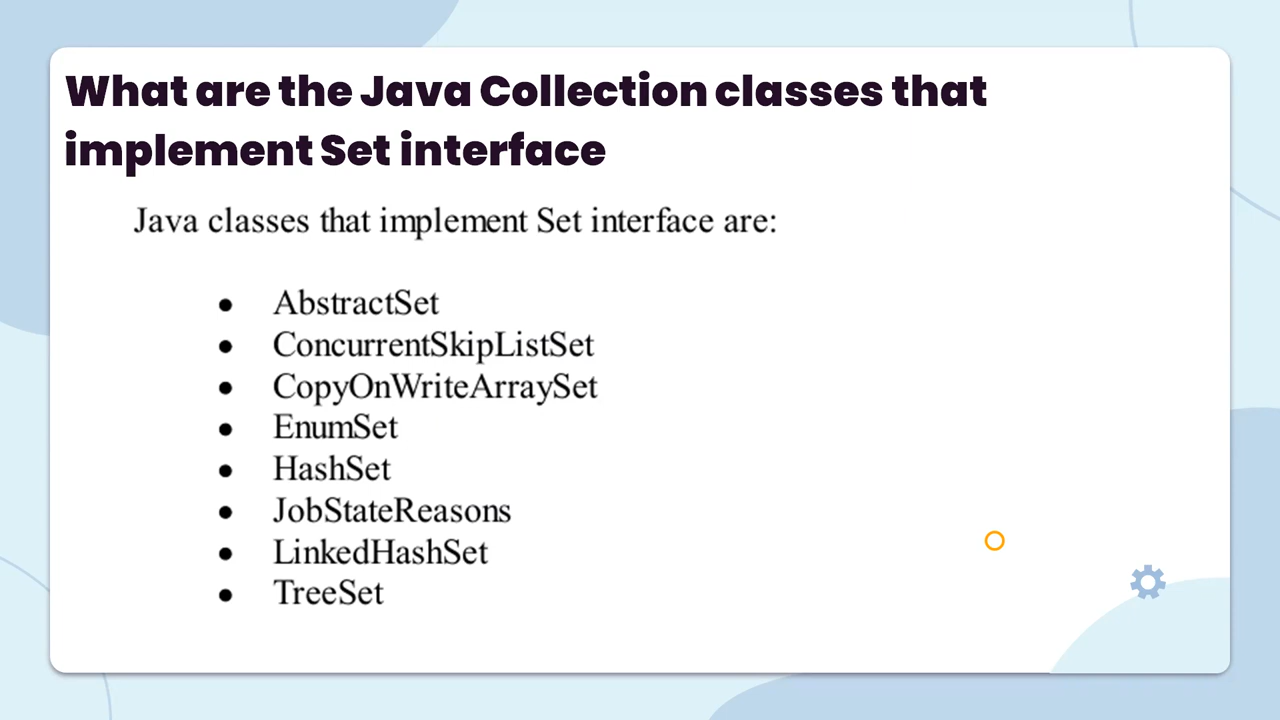 What are the Java Collection classes that
implement Set interface
Java classes that implement Set interface are:
● AbstractSet
● ConcurrentSkipListSet
● CopyOnWriteArraySet
● EnumSet
● HashSet
● JobStateReasons
● LinkedHashSet
● TreeSet